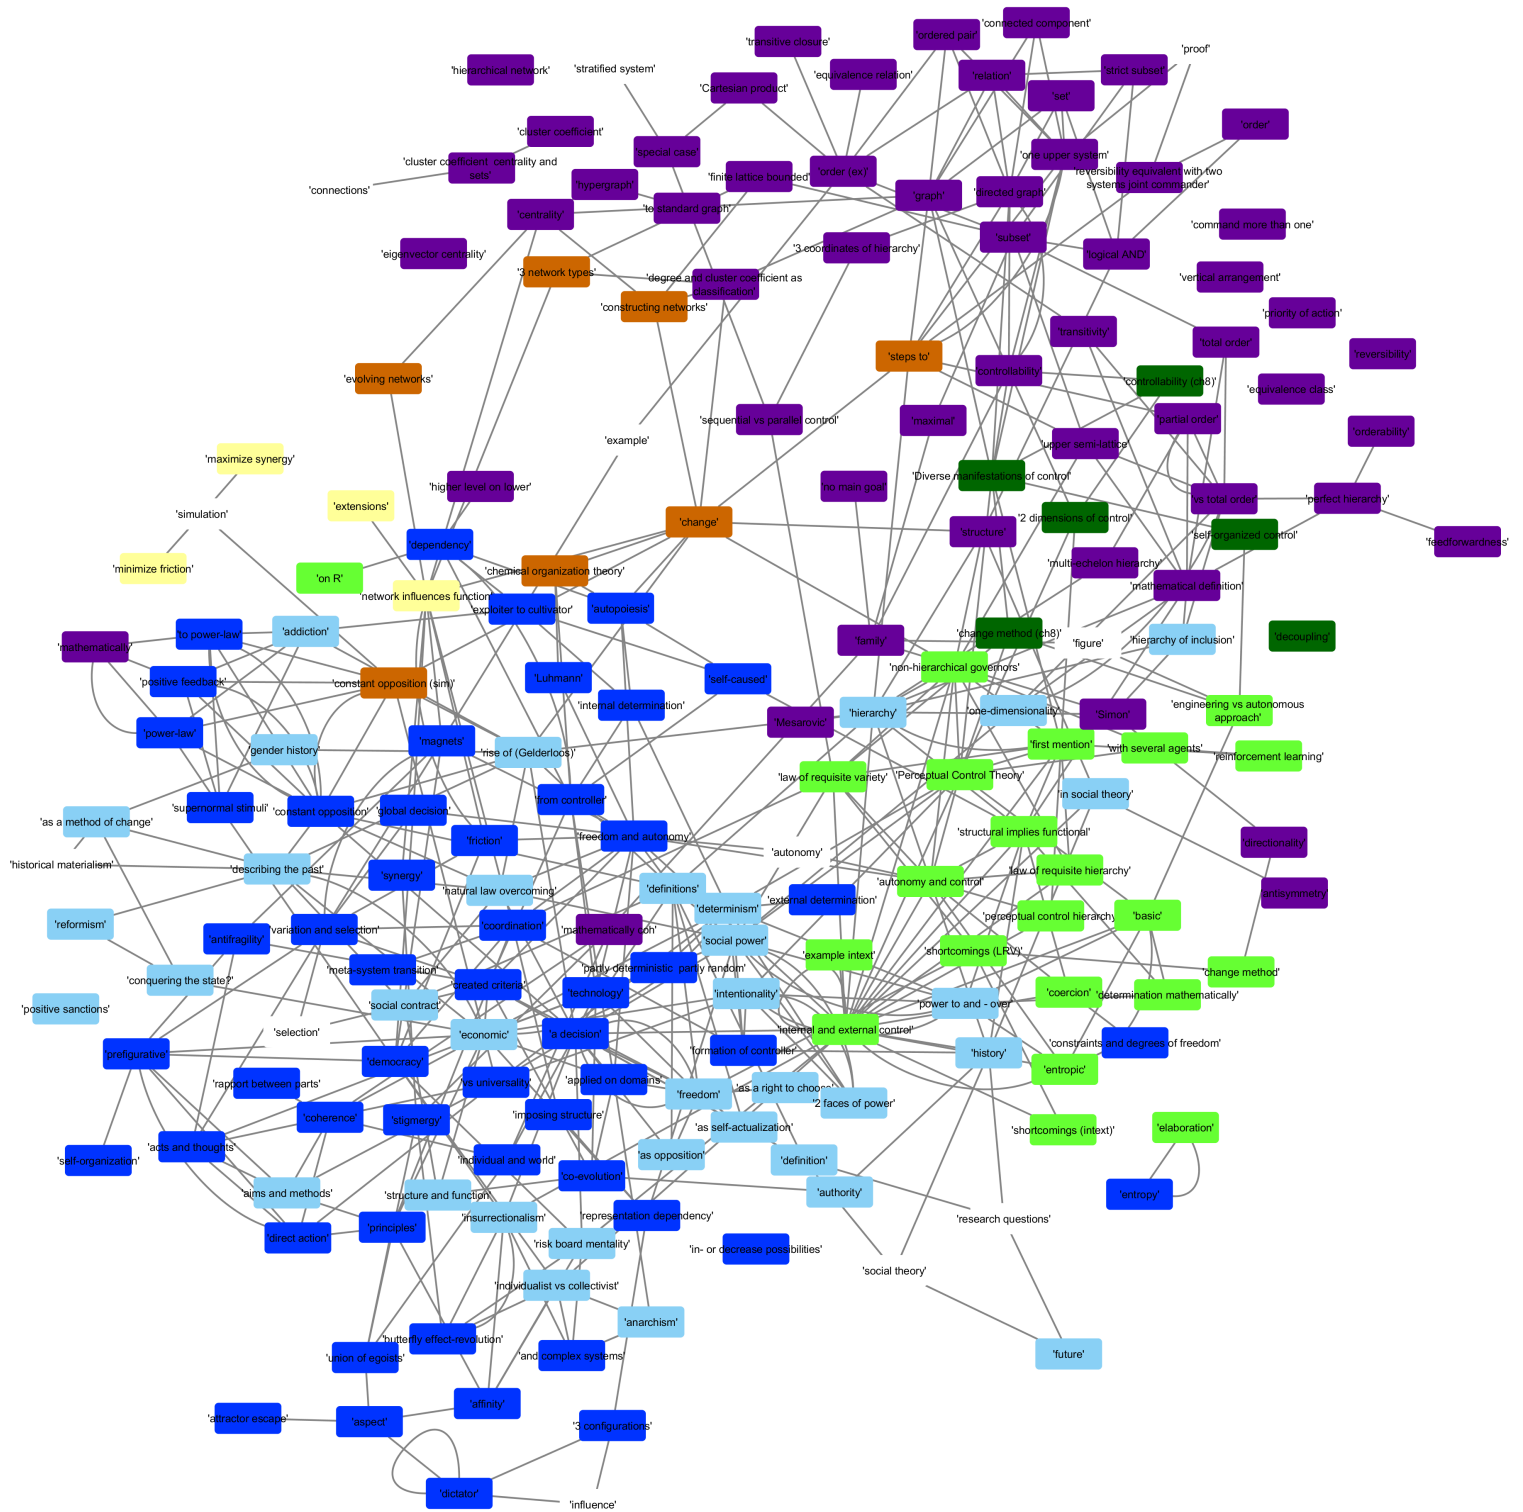 'connected component'
'ordered pair'
'transitive closure'
'proof'
'hierarchical network'
'stratified system'
'equivalence relation'
'relation'
'strict subset'
'Cartesian product'
'set'
'order'
'cluster coefficient'
'special case'
'one upper system'
'cluster coefficient  centrality and
sets'
'connections'
'hypergraph'
'finite lattice bounded'
'order (ex)'
'reversibility equivalent with two
systems joint commander'
'graph'
'directed graph'
'centrality'
'to standard graph'
'command more than one'
'eigenvector centrality'
'3 coordinates of hierarchy'
'subset'
'logical AND'
'3 network types'
'degree and cluster coefficient as
classification'
'vertical arrangement'
'constructing networks'
'priority of action'
'transitivity'
'total order'
'steps to'
'reversibility'
'evolving networks'
'controllability'
'controllability (ch8)'
'equivalence class'
'sequential vs parallel control'
'maximal'
'partial order'
'orderability'
'example'
'upper semi-lattice'
'maximize synergy'
'Diverse manifestations of control'
'higher level on lower'
'no main goal'
'extensions'
'vs total order'
'perfect hierarchy'
'simulation'
'change'
'2 dimensions of control'
'structure'
'self-organized control'
'feedforwardness'
'dependency'
'minimize friction'
'on R'
'chemical organization theory'
'multi-echelon hierarchy'
'mathematical definition'
'network influences function'
'exploiter to cultivator'
'autopoiesis'
'mathematically'
'to power-law'
'addiction'
'family'
'change method (ch8)'
'figure'
'hierarchy of inclusion'
'decoupling'
'positive feedback'
'constant opposition (sim)'
'Luhmann'
'self-caused'
'non-hierarchical governors'
'internal determination'
'hierarchy'
'one-dimensionality'
'Simon'
'engineering vs autonomous
approach'
'power-law'
'magnets'
'Mesarovic'
'gender history'
'rise of (Gelderloos)'
'first mention'
'with several agents'
'reinforcement learning'
'law of requisite variety'
'Perceptual Control Theory'
'in social theory'
'supernormal stimuli'
'constant opposition'
'global decision'
'from controller'
'as a method of change'
'structural implies functional'
'friction'
'freedom and autonomy'
'directionality'
'historical materialism'
'describing the past'
'autonomy'
'synergy'
'natural law overcoming'
'definitions'
'autonomy and control'
'law of requisite hierarchy'
'external determination'
'antisymmetry'
'determinism'
'perceptual control hierarchy'
'basic'
'reformism'
'variation and selection'
'coordination'
'mathematically con'
'antifragility'
'social power'
'example intext'
'shortcomings (LRV)'
'meta-system transition'
'partly deterministic  partly random'
'change method'
'conquering the state?'
'created criteria'
'technology'
'intentionality'
'coercion'
'determination mathematically'
'positive sanctions'
'social contract'
'power to and - over'
'selection'
'economic'
'a decision'
'internal and external control'
'constraints and degrees of freedom'
'prefigurative'
'democracy'
'formation of controller'
'history'
'entropic'
'rapport between parts'
'vs universality'
'applied on domains'
'freedom'
'as a right to choose'
'2 faces of power'
'coherence'
'stigmergy'
'imposing structure'
'as self-actualization'
'shortcomings (intext)'
'elaboration'
'acts and thoughts'
'self-organization'
'individual and world'
'as opposition'
'definition'
'co-evolution'
'aims and methods'
'structure and function'
'authority'
'entropy'
'insurrectionalism'
'representation dependency'
'research questions'
'principles'
'direct action'
'risk board mentality'
'in- or decrease possibilities'
'social theory'
'individualist vs collectivist'
'anarchism'
'butterfly effect-revolution'
'union of egoists'
'and complex systems'
'future'
'affinity'
'attractor escape'
'aspect'
'3 configurations'
'dictator'
'influence'